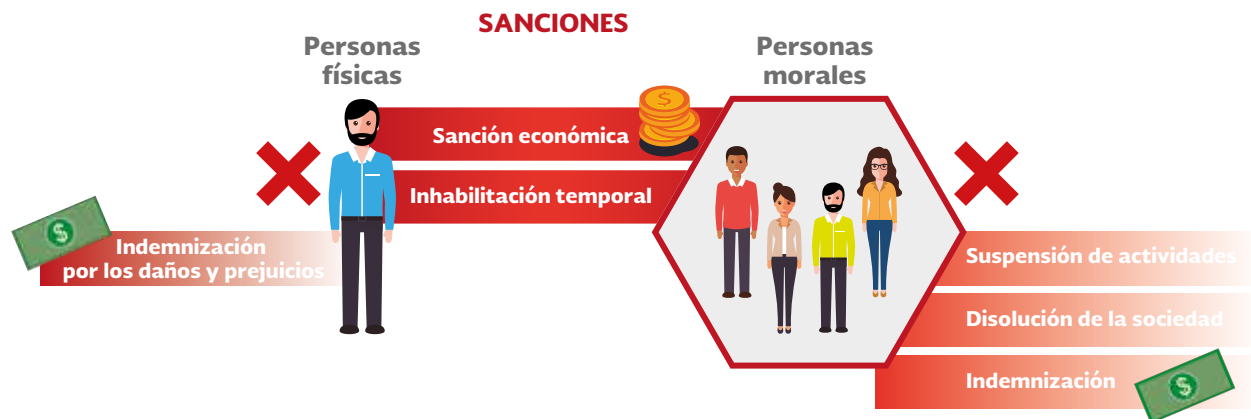 SANCIONES
Personas
físicas
Personas
morales
Sanción económica
Inhabilitación temporal
Indemnización
por los daños y prejuicios
Suspensión de actividades
Disolución de la sociedad
Indemnización